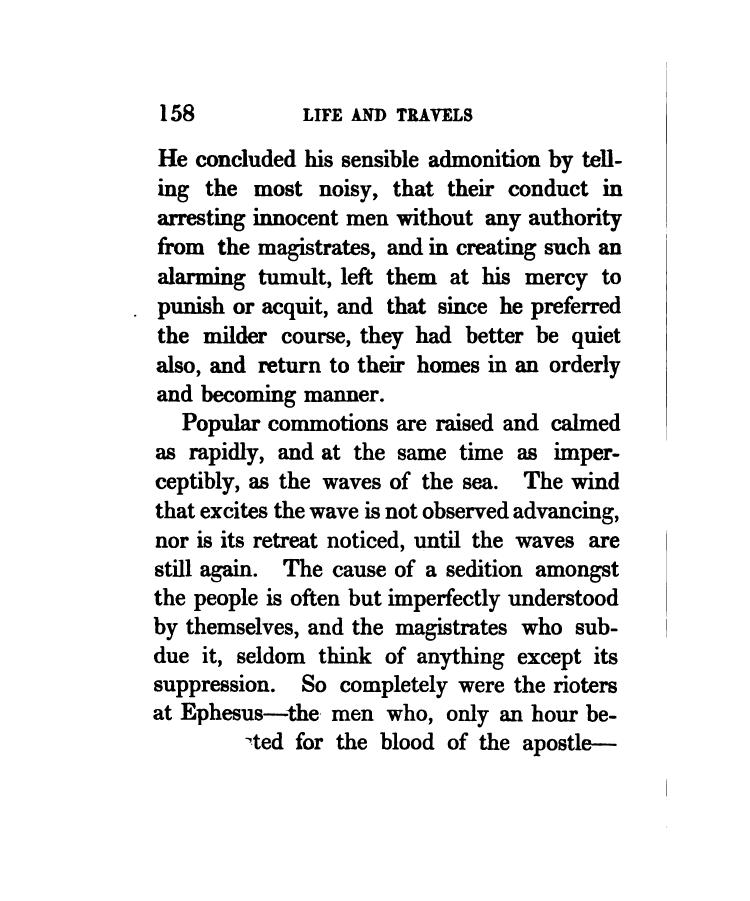 158 LIFE AND TRAVELS
He concluded his sensible admonition by tell-
ing the most noisy, that their conduct in
arresting innocent men without any authority
from the magistrates, and in creating such an
alarming tumult, left them at his mercy to
punish or acquit, and that since he preferred
the milder course, they had better be quiet
also, and return to their homes in an orderly
and becoming manner.
Popular commotions are raised and calmed
as rapidly, and at the same time as imper-
ceptibly, as the waves of the sea. The wind
that excites the wave is not observed advancing,
nor is its retreat noticed, until the waves are
still again. The cause of a sedition amongst
the people is often but imperfectly understood
by themselves, and the magistrates who sub-
due it, seldom think of anything except its
suppression. So completely were the rioters
at Ephesus—the men who, only an hour be-
for the blood of the apostle—